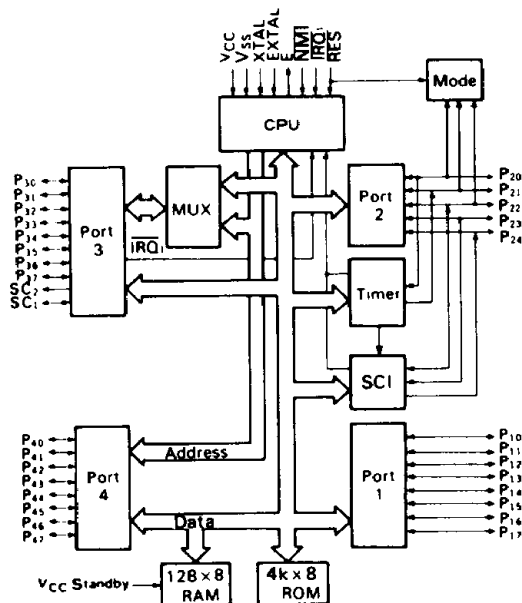 VCC
VSS
XTAL
EXTAL
E
NMI
IRQ1
RES
Mode
CPU
P30
P31
P32
P33
P34
P35
P36
P37
SC2
SC1
Port 3
MUX
IRQ1
Port 2
P20
P21
P22
P23
P24
Timer
SCI
P40
P41
P42
P43
P44
P45
P46
P47
Port 4
Address
Data
Port 1
P10
P11
P12
P13
P14
P15
P16
P17
VCC Standby
128×8
RAM
4k×8
ROM